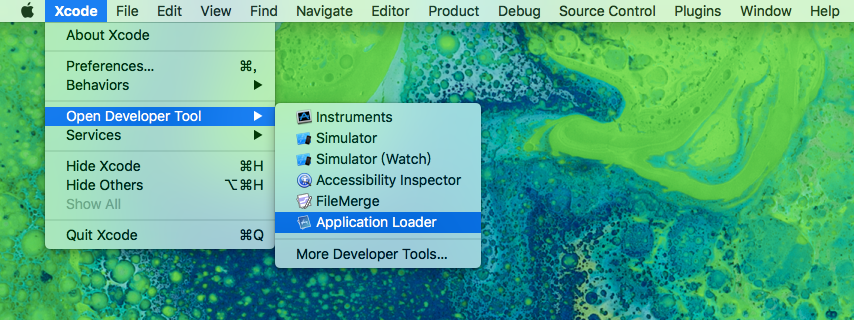 Xcode File Edit View Find Navigate Editor Product Debug Source Control Plugins Window Help
About Xcode
Preferences... ⌘,
Behaviors ▶
Open Developer Tool ▶
Services ▶
Hide Xcode ⌘H
Hide Others ⌥⌘H
Show All
Quit Xcode ⌘Q
Instruments
Simulator
Simulator (Watch)
Accessibility Inspector
FileMerge
Application Loader
More Developer Tools...